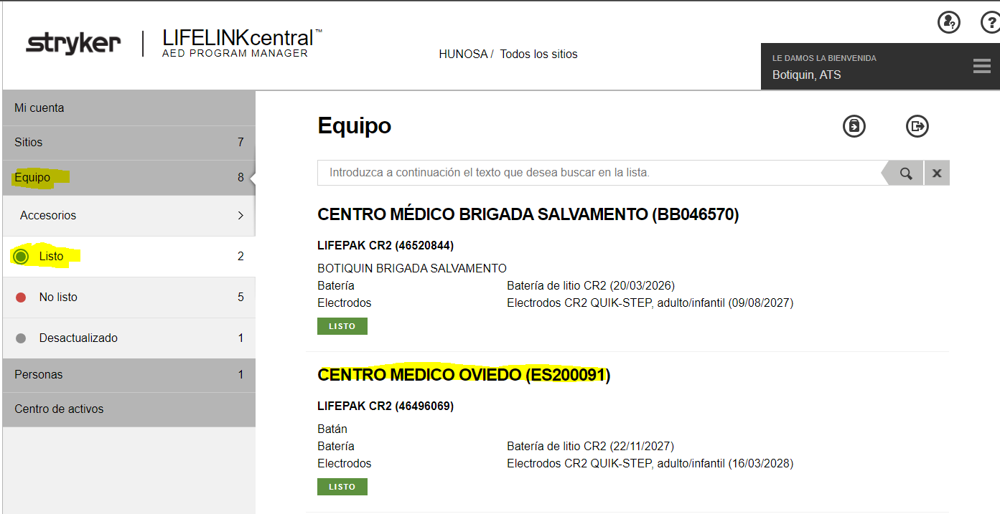 stryker
LIFELINKcentral™
AED PROGRAM MANAGER
HUNOSA / Todos los sitios
?
?
LE DAMOS LA BIENVENIDA
Botiquin, ATS
Mi cuenta
Sitios 7
Equipo 8
Accesorios
Listo 2
No listo 5
Desactualizado 1
Personas 1
Centro de activos
Equipo
Introduzca a continuación el texto que desea buscar en la lista.
CENTRO MÉDICO BRIGADA SALVAMENTO (BB046570)
LIFEPAK CR2 (46520844)
BOTIQUIN BRIGADA SALVAMENTO
Batería Batería de litio CR2 (20/03/2026)
Electrodos Electrodos CR2 QUIK-STEP, adulto/infantil (09/08/2027)
LISTO
CENTRO MEDICO OVIEDO (ES200091)
LIFEPAK CR2 (46496069)
Batán
Batería Batería de litio CR2 (22/11/2027)
Electrodos Electrodos CR2 QUIK-STEP, adulto/infantil (16/03/2028)
LISTO